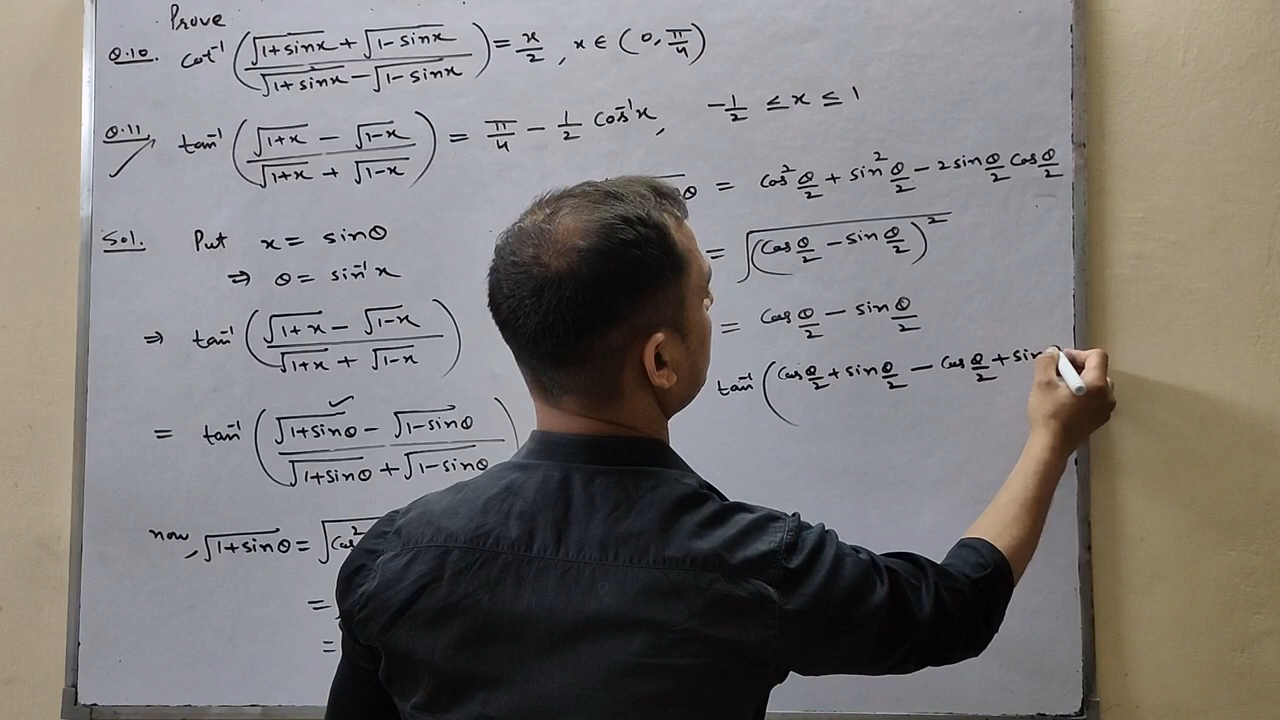 Prove
Q.10. cot⁻¹ ((√(1+sinx) + √(1-sinx)) / (√(1+sinx) - √(1-sinx))) = x/2, x ∈ (0, π/4)
Q.11. tan⁻¹ ((√(1+x) - √(1-x)) / (√(1+x) + √(1-x))) = π/4 - 1/2 cos⁻¹x, -1/2 ≤ x ≤ 1
Sol. Put x = sinθ
⇒ θ = sin⁻¹x
⇒ tan⁻¹ ((√(1+x) - √(1-x)) / (√(1+x) + √(1-x)))
= tan⁻¹ ((√(1+sinθ) - √(1-sinθ)) / (√(1+sinθ) + √(1-sinθ)))
now, √(1+sinθ) = √(cos²
=
=
θ = cos²θ/2 + sin²θ/2 - 2sinθ/2 cosθ/2
= √((cosθ/2 - sinθ/2)²)
= cosθ/2 - sinθ/2
tan⁻¹ (cosθ/2 + sinθ/2 - cosθ/2 + sin